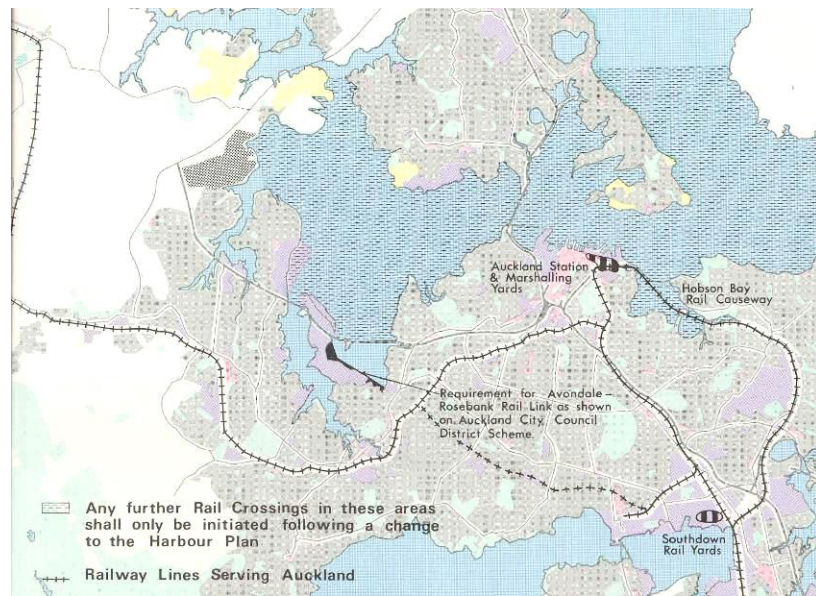 Auckland Station
& Marshalling
Yards
Hobson Bay
Rail Causeway
Requirement for Avondale –
Rosebank Rail Link as shown
on Auckland City Council
District Scheme
Any further Rail Crossings in these areas
shall only be initiated following a change
to the Harbour Plan
Southdown
Rail Yards
Railway Lines Serving Auckland